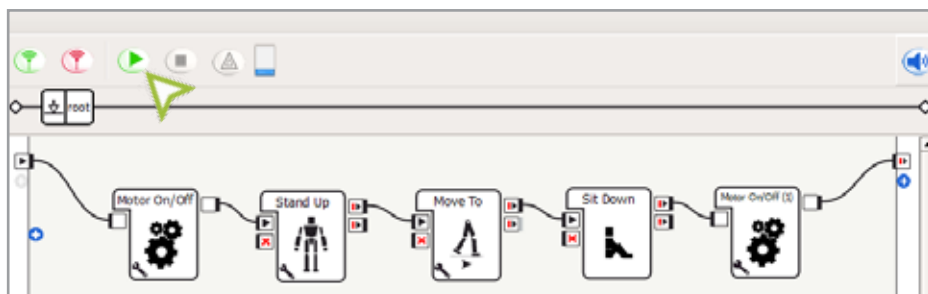 root
Motor On/Off
Stand Up
Move To
Sit Down
Motor On/Off (1)